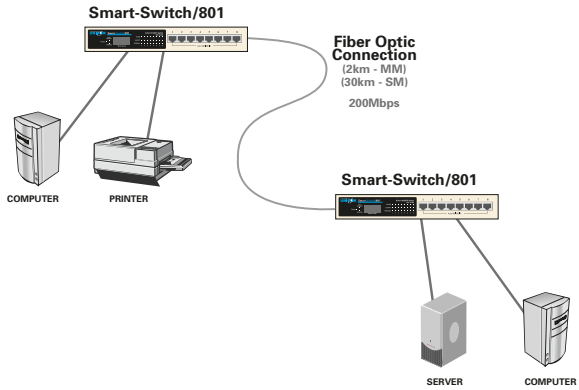 Smart-Switch/801
Fiber Optic
Connection
(2km - MM)
(30km - SM)
200Mbps
COMPUTER
PRINTER
Smart-Switch/801
SERVER
COMPUTER